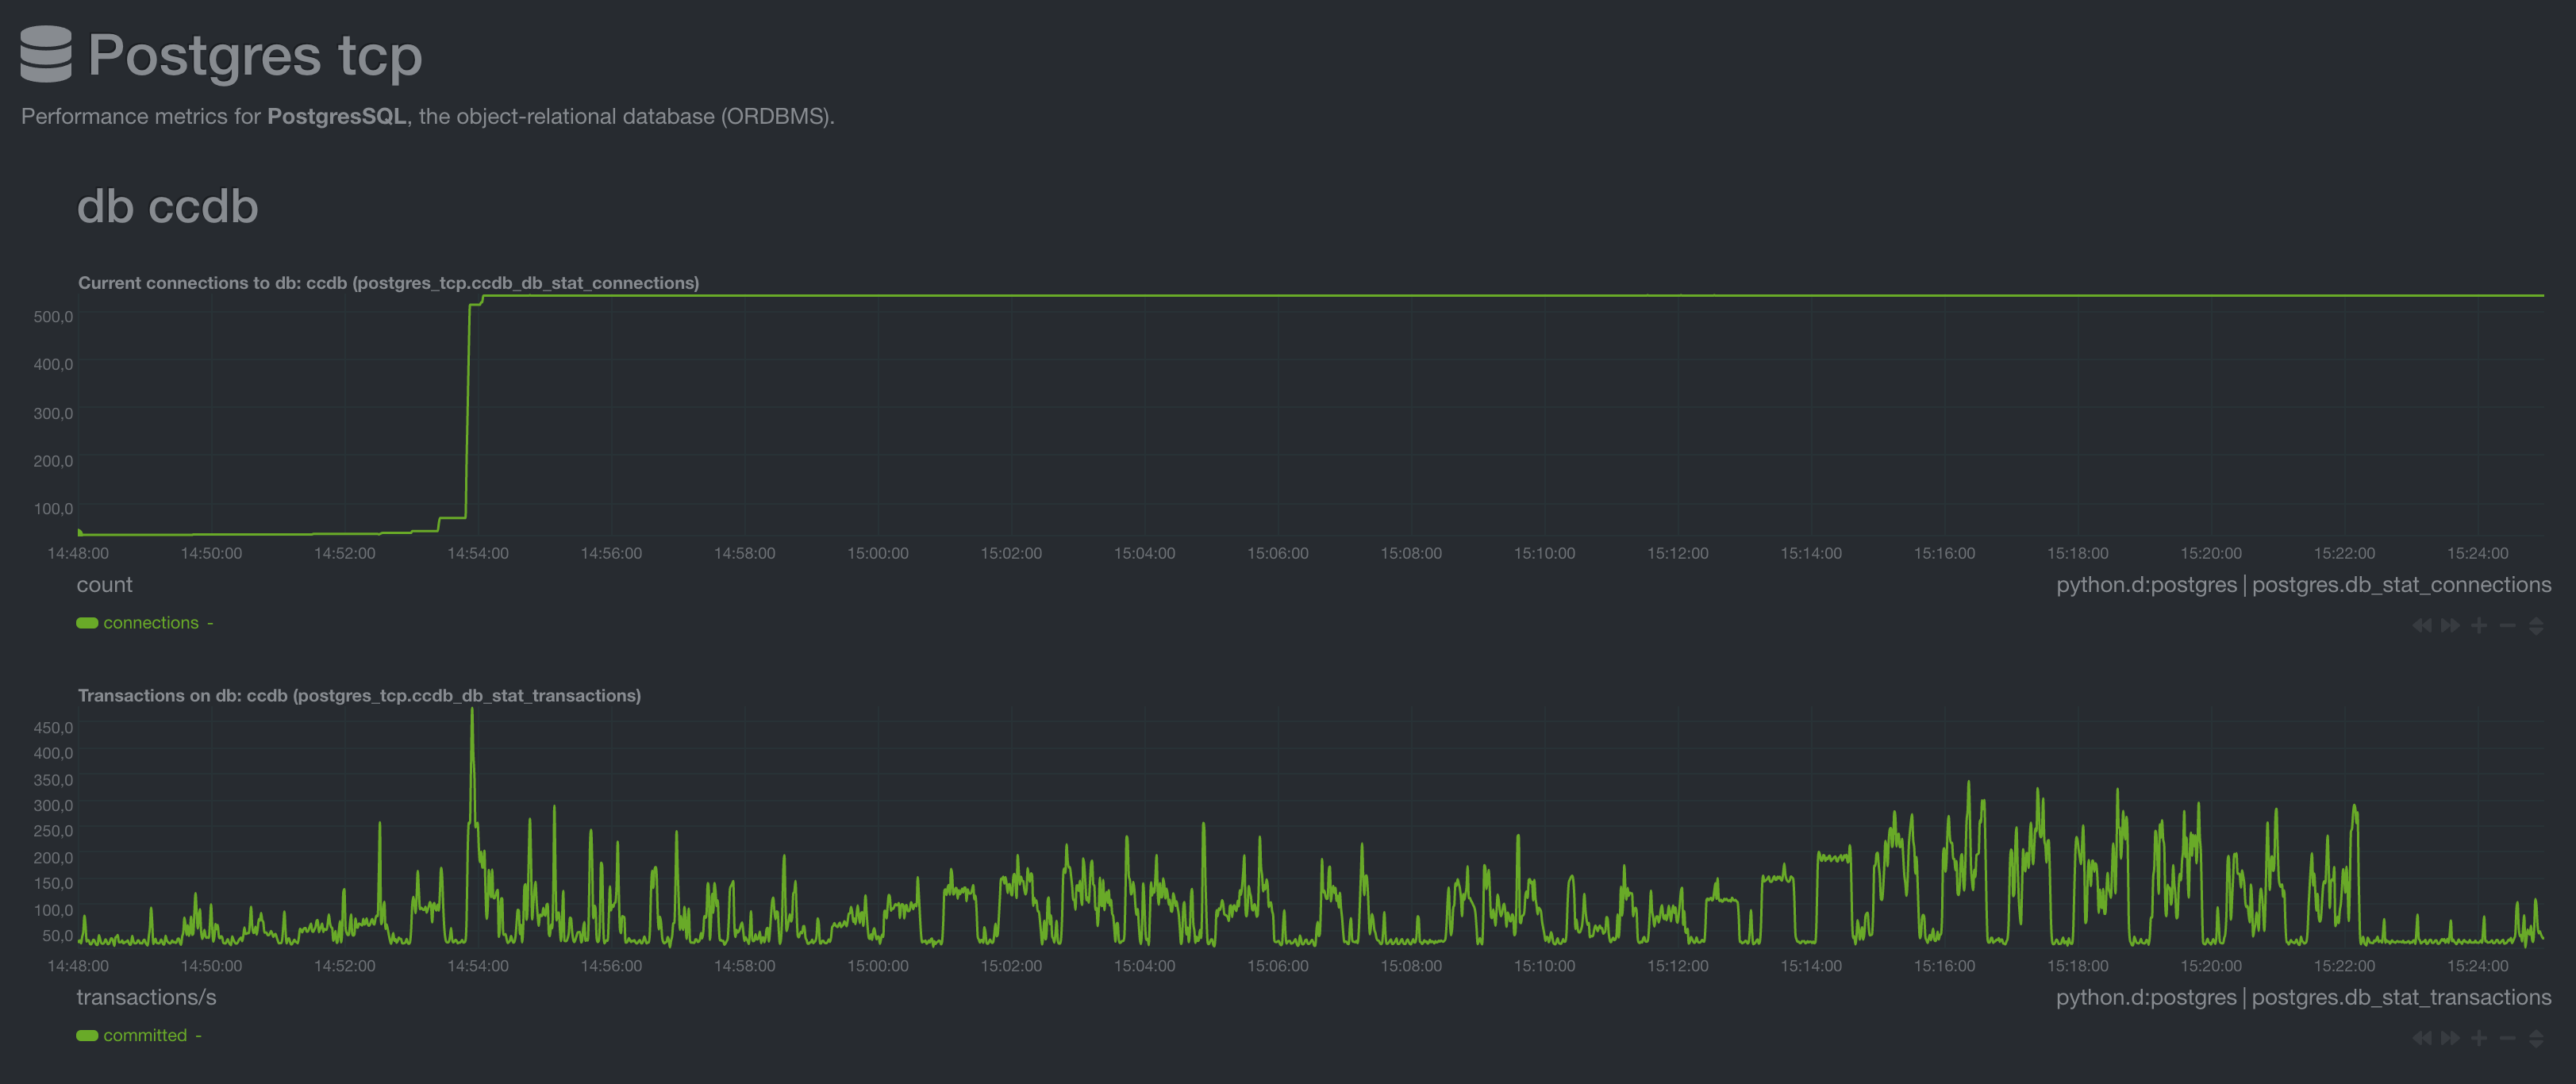 Postgres tcp
Performance metrics for PostgresSQL, the object-relational database (ORDBMS).
db ccdb
Current connections to db: ccdb (postgres_tcp.ccdb_db_stat_connections)
500,0
400,0
300,0
200,0
100,0
14:48:00 14:50:00 14:52:00 14:54:00 14:56:00 14:58:00 15:00:00 15:02:00 15:04:00 15:06:00 15:08:00 15:10:00 15:12:00 15:14:00 15:16:00 15:18:00 15:20:00 15:22:00 15:24:00
count python.d:postgres | postgres.db_stat_connections
connections -
Transactions on db: ccdb (postgres_tcp.ccdb_db_stat_transactions)
450,0
400,0
350,0
300,0
250,0
200,0
150,0
100,0
50,0
14:48:00 14:50:00 14:52:00 14:54:00 14:56:00 14:58:00 15:00:00 15:02:00 15:04:00 15:06:00 15:08:00 15:10:00 15:12:00 15:14:00 15:16:00 15:18:00 15:20:00 15:22:00 15:24:00
transactions/s python.d:postgres | postgres.db_stat_transactions
committed -